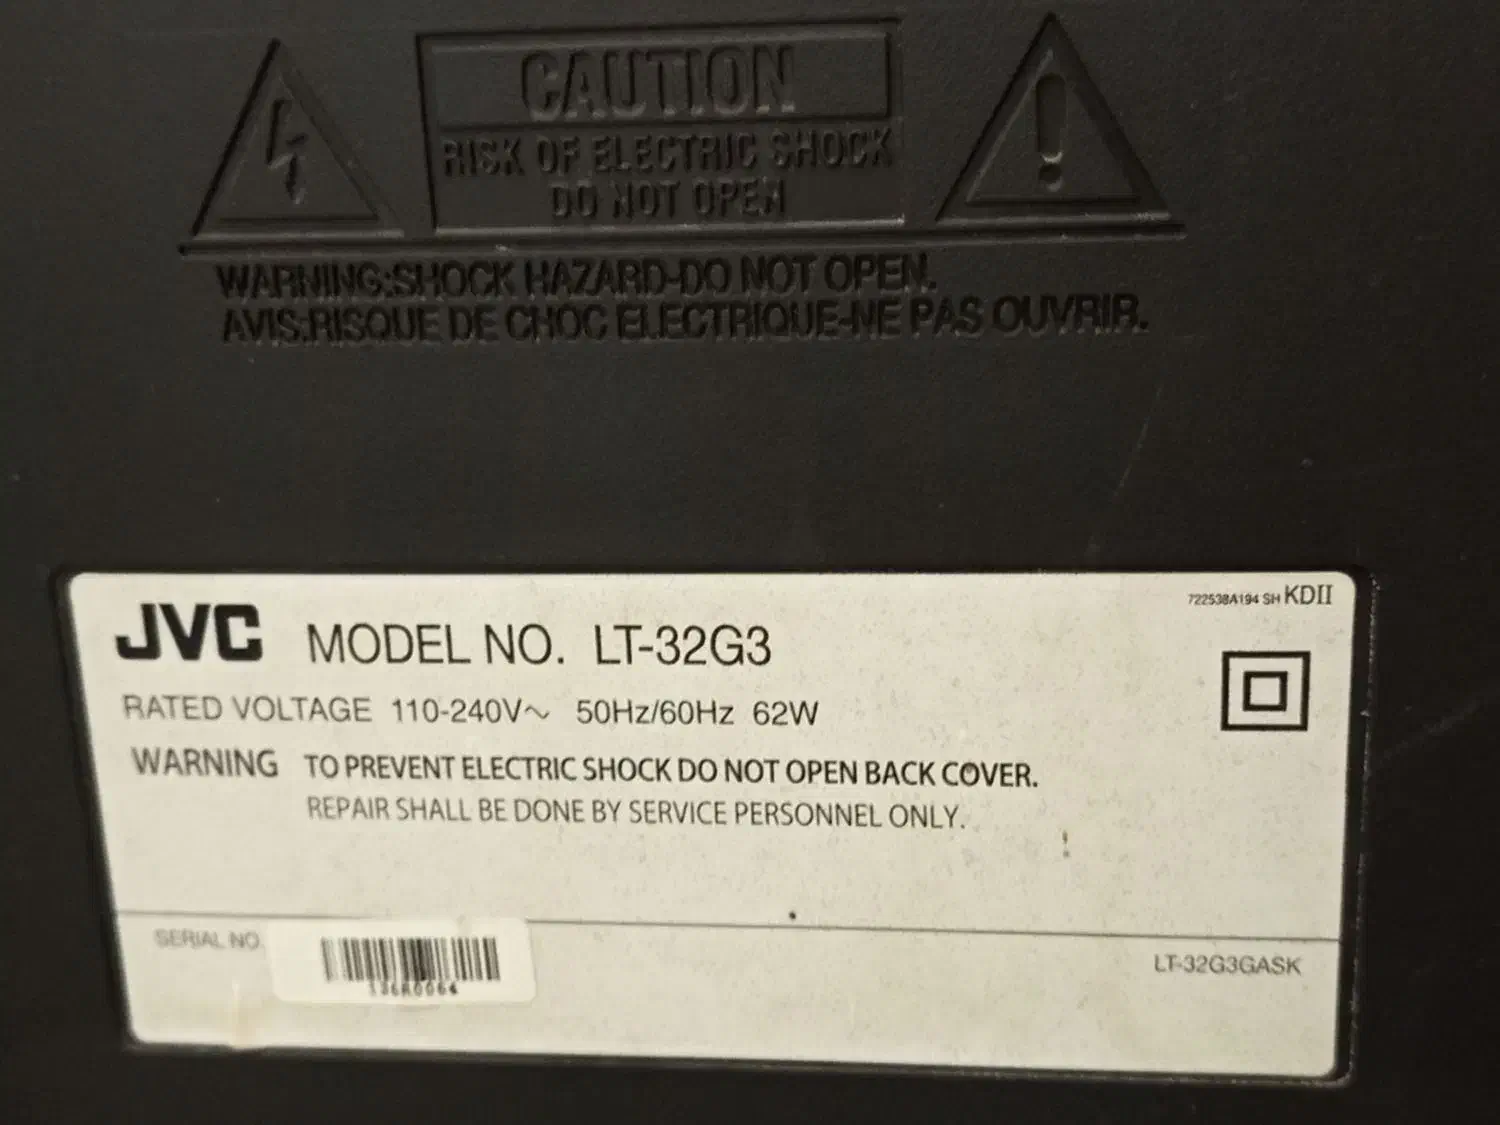 CAUTION
RISK OF ELECTRIC SHOCK
DO NOT OPEN
WARNING:SHOCK HAZARD-DO NOT OPEN.
AVIS:RISQUE DE CHOC ELECTRIQUE-NE PAS OUVRIR.
722538A194 SH KDII
JVC MODEL NO. LT-32G3
RATED VOLTAGE 110-240V~ 50Hz/60Hz 62W
WARNING TO PREVENT ELECTRIC SHOCK DO NOT OPEN BACK COVER.
REPAIR SHALL BE DONE BY SERVICE PERSONNEL ONLY.
SERIAL NO.
LT-32G3GASK